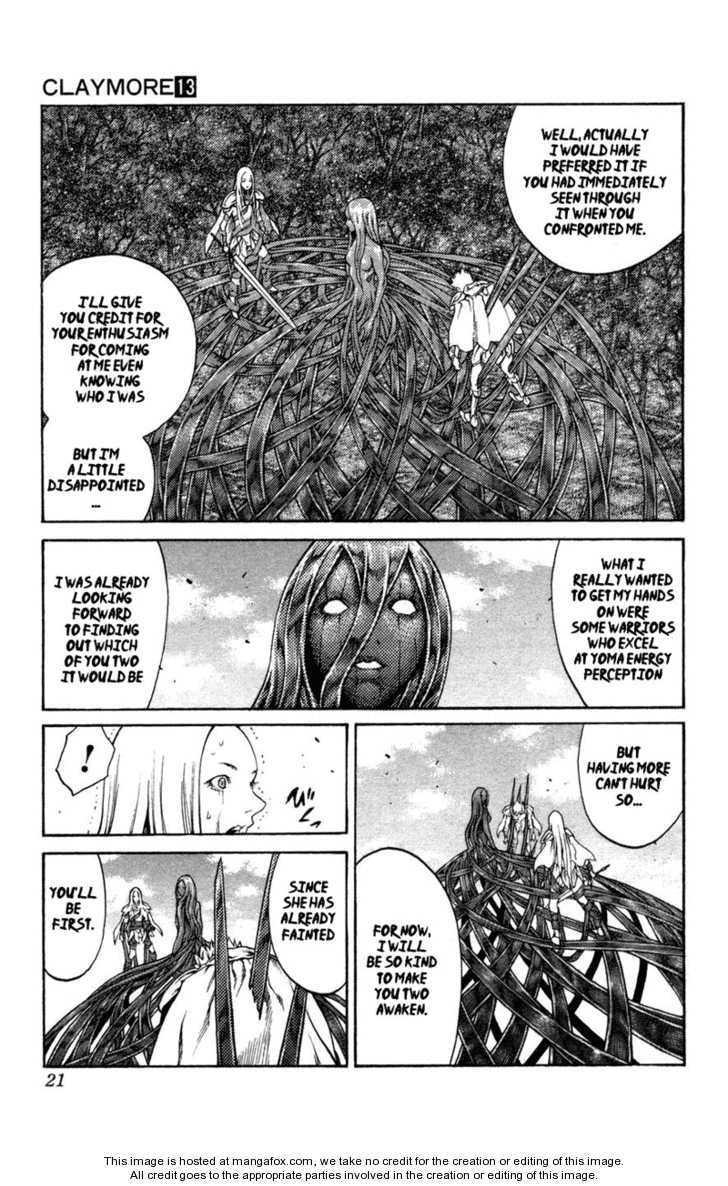 CLAYMORE 13
WELL, ACTUALLY
I WOULD HAVE
PREFERRED IT IF
YOU HAD IMMEDIATELY
SEEN THROUGH
IT WHEN YOU
CONFRONTED ME.
I'LL GIVE
YOU CREDIT FOR
YOUR ENTHUSIASM
FOR COMING
AT ME EVEN
KNOWING
WHO I WAS
BUT I'M
A LITTLE
DISAPPOINTED
...
WHAT I
REALLY WANTED
TO GET MY HANDS
ON WERE
SOME WARRIORS
WHO EXCEL
AT YOMA ENERGY
PERCEPTION
I WAS ALREADY
LOOKING
FORWARD
TO FINDING
OUT WHICH
OF YOU TWO
IT WOULD BE
BUT
HAVING MORE
CAN'T HURT
SO...
FOR NOW,
I WILL
BE SO KIND
TO MAKE
YOU TWO
AWAKEN.
!
SINCE
SHE HAS
ALREADY
FAINTED
YOU'LL
BE
FIRST.
21
This image is hosted at mangafox.com, we take no credit for the creation or editing of this image.
All credit goes to the appropriate parties involved in the creation or editing of this image.